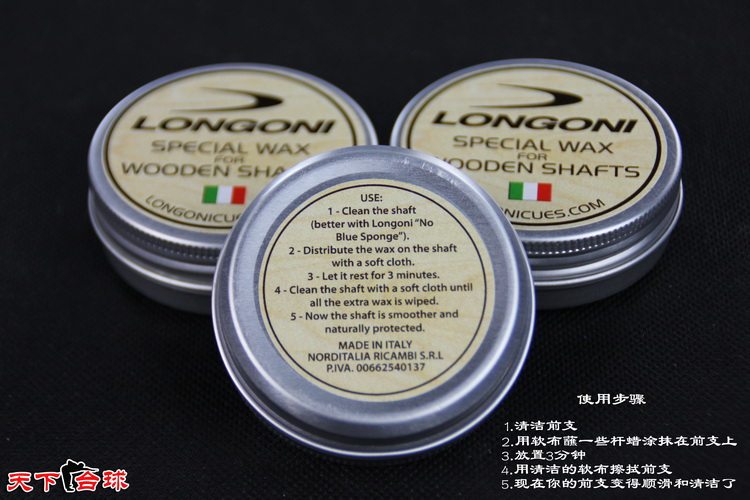 LONGONI
SPECIAL WAX
FOR
WOODEN SHAFTS
LONGONICUES.COM
LONGONI
SPECIAL WAX
FOR
WOODEN SHAFTS
LONGONICUES.COM
USE:
1 - Clean the shaft
(better with Longoni "No
Blue Sponge").
2 - Distribute the wax on the shaft
with a soft cloth.
3 - Let it rest for 3 minutes.
4 - Clean the shaft with a soft cloth until
all the extra wax is wiped.
5 - Now the shaft is smoother and
naturally protected.
MADE IN ITALY
NORDITALIA RICAMBI S.R.L
P.IVA. 00662540137
使用步骤
1.清洁前支
2.用软布蘸一些杆蜡涂抹在前支上
3.放置3分钟
4.用清洁的软布擦拭前支
5.现在你的前支变得顺滑和清洁了
天下台球